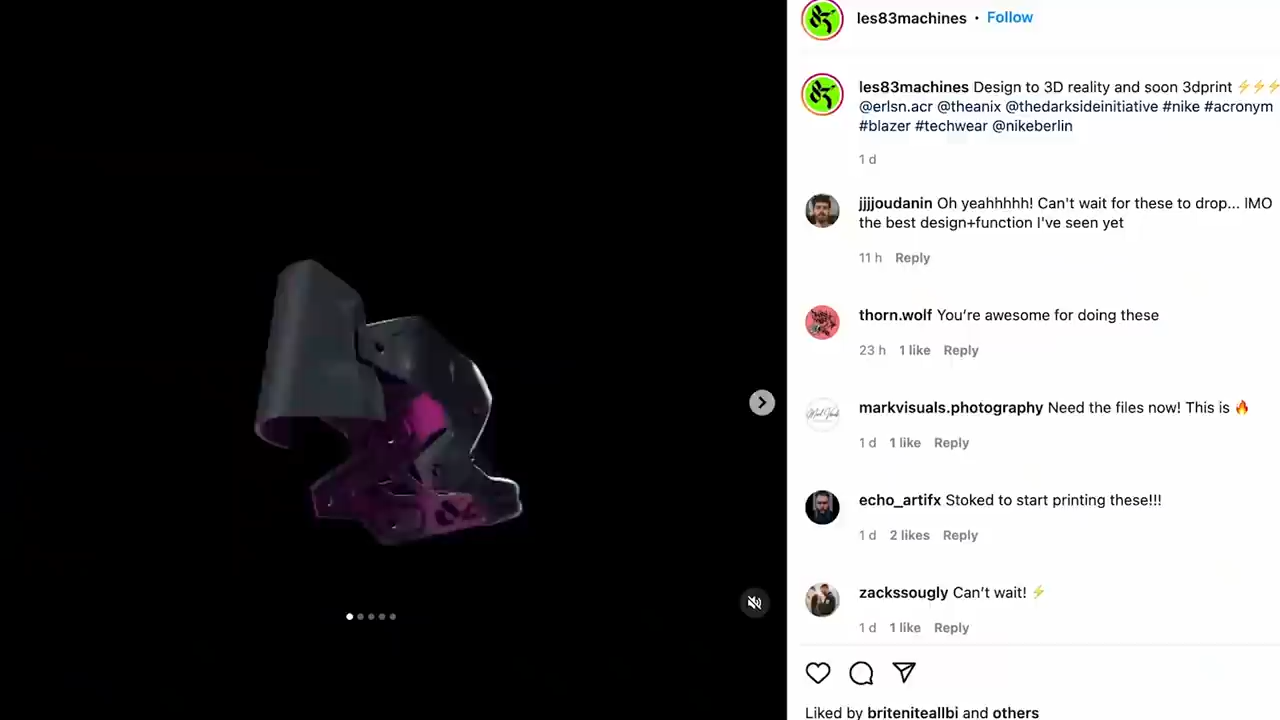 les83machines • Follow
les83machines Design to 3D reality and soon 3dprint ⚡⚡⚡
@erlsn.acr @theanix @thedarksideinitiative #nike #acronym
#blazer #techwear @nikeberlin
1 d
jjjjoudanin Oh yeahhhhh! Can't wait for these to drop... IMO
the best design+function I've seen yet
11 h Reply
thorn.wolf You're awesome for doing these
23 h 1 like Reply
markvisuals.photography Need the files now! This is 🔥
1 d 1 like Reply
echo_artifx Stoked to start printing these!!!
1 d 2 likes Reply
zackssougly Can't wait! ⚡
1 d 1 like Reply
Liked by briteniteallbi and others